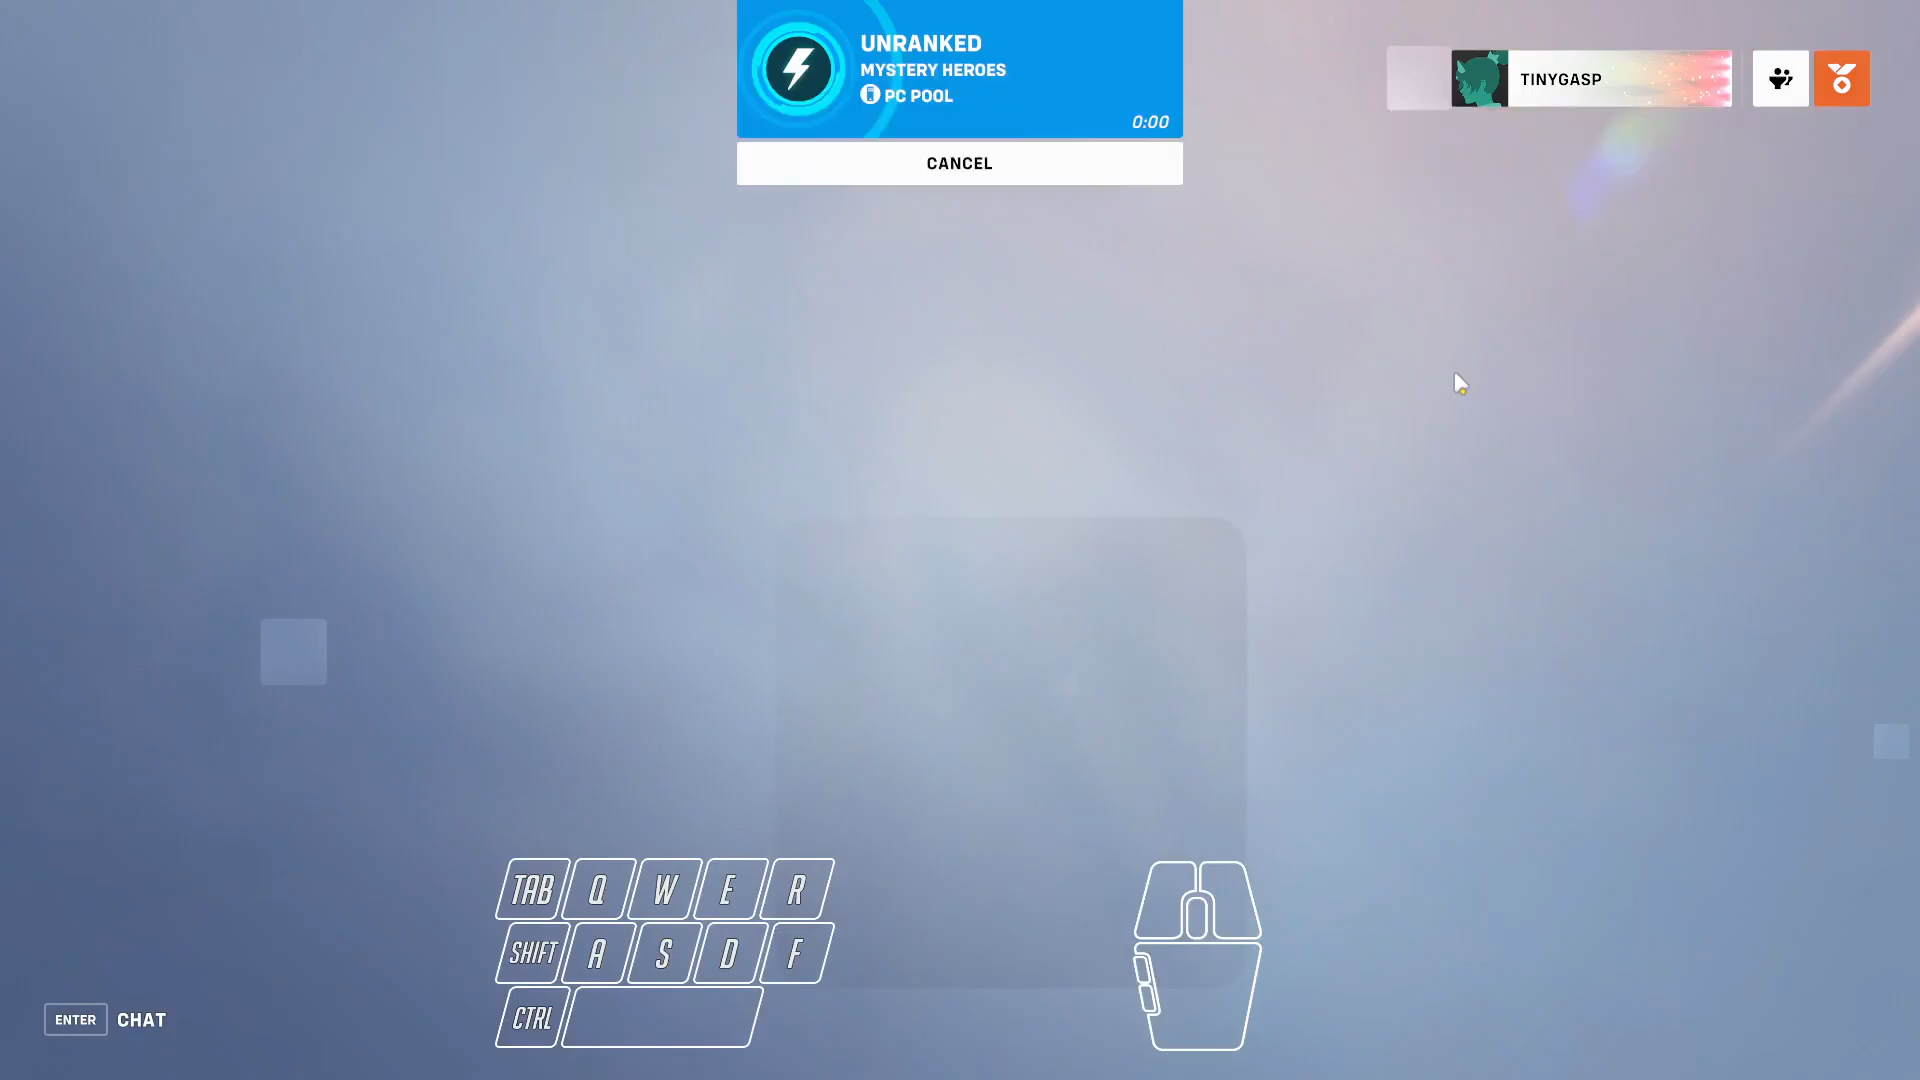 UNRANKED
MYSTERY HEROES
PC POOL
0:00
CANCEL
TINYGASP
TAB Q W E R
SHIFT A S D F
CTRL
ENTER CHAT